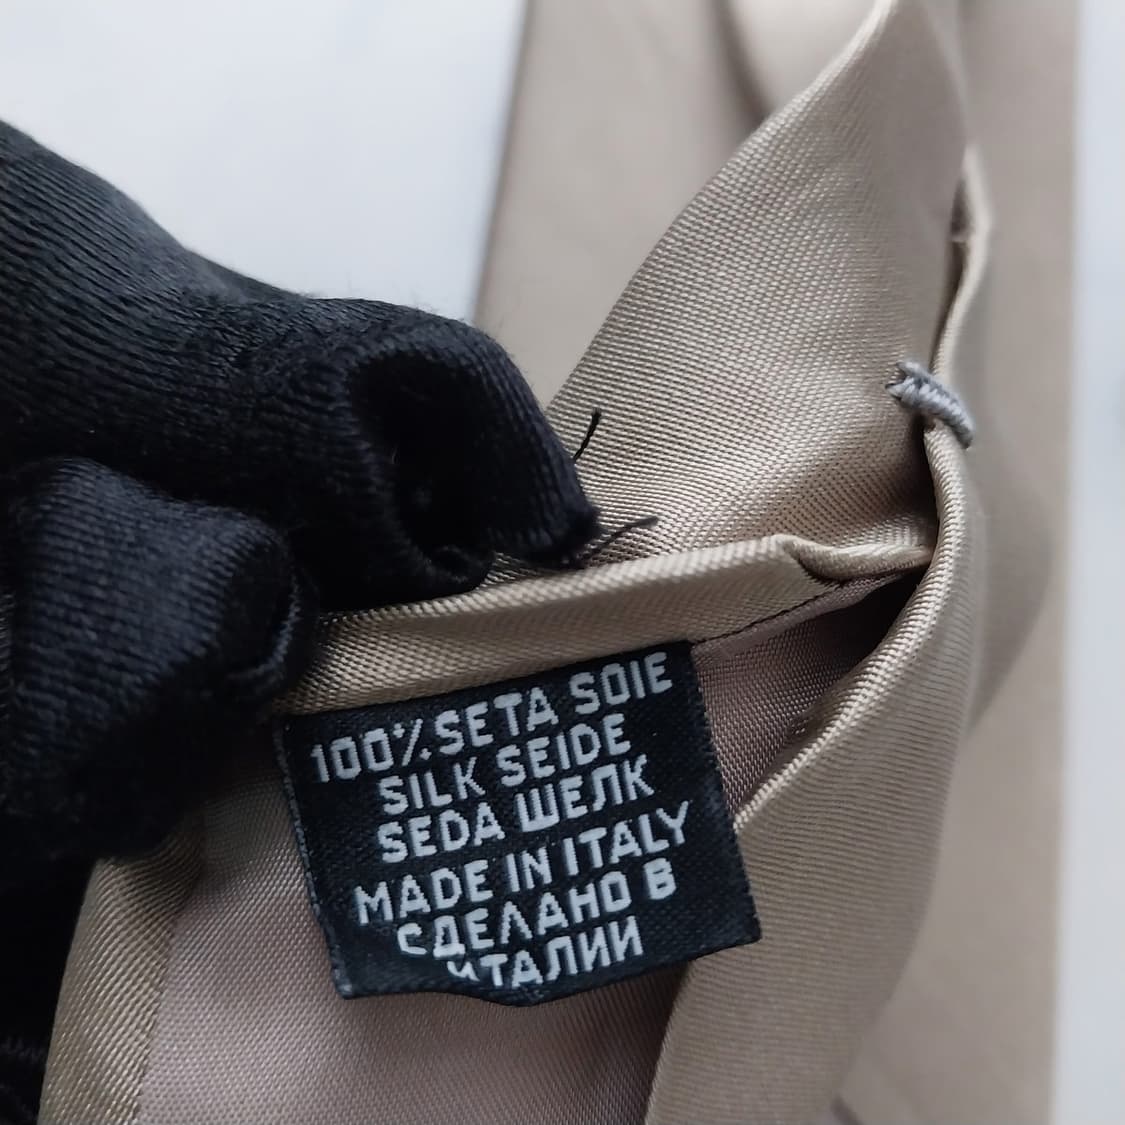 100% SETA SOIE
SILK SEIDE
SEDA ШЕЛК
MADE IN ITALY
СДЕЛАНО В
ИТАЛИИ